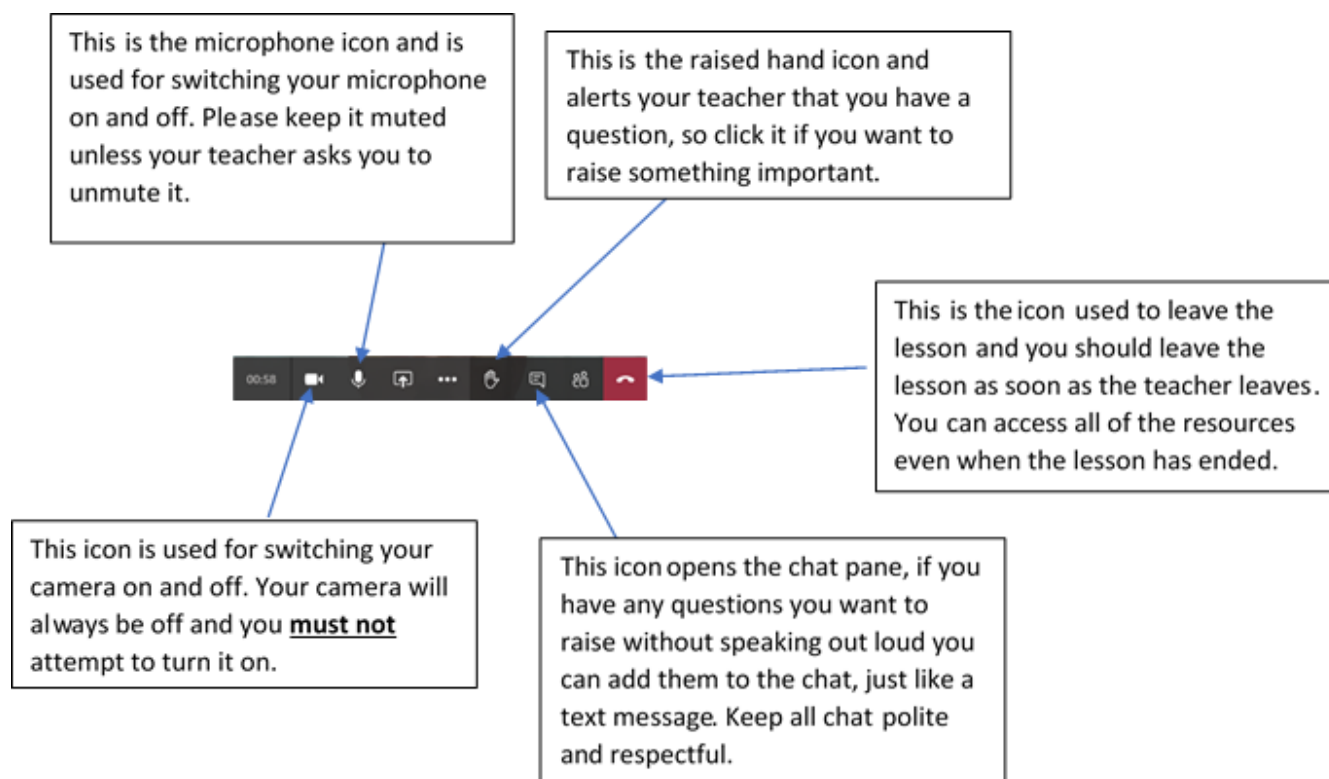 This is the microphone icon and is
used for switching your microphone
on and off. Please keep it muted
unless your teacher asks you to
unmute it.
This is the raised hand icon and
alerts your teacher that you have a
question, so click it if you want to
raise something important.
This is the icon used to leave the
lesson and you should leave the
lesson as soon as the teacher leaves.
You can access all of the resources
even when the lesson has ended.
00:58
This icon is used for switching your
camera on and off. Your camera will
always be off and you must not
attempt to turn it on.
This icon opens the chat pane, if you
have any questions you want to
raise without speaking out loud you
can add them to the chat, just like a
text message. Keep all chat polite
and respectful.